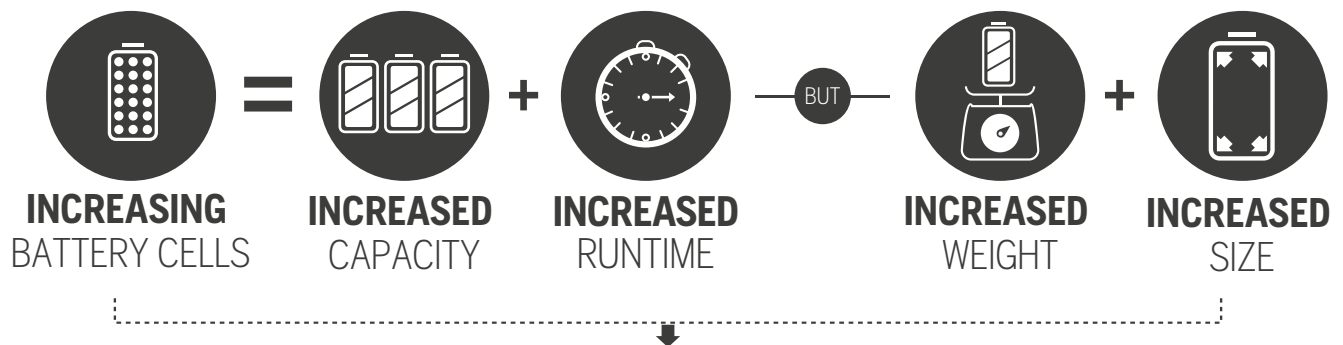 BUT
INCREASING
BATTERY CELLS
INCREASED
CAPACITY
INCREASED
RUNTIME
INCREASED
WEIGHT
INCREASED
SIZE